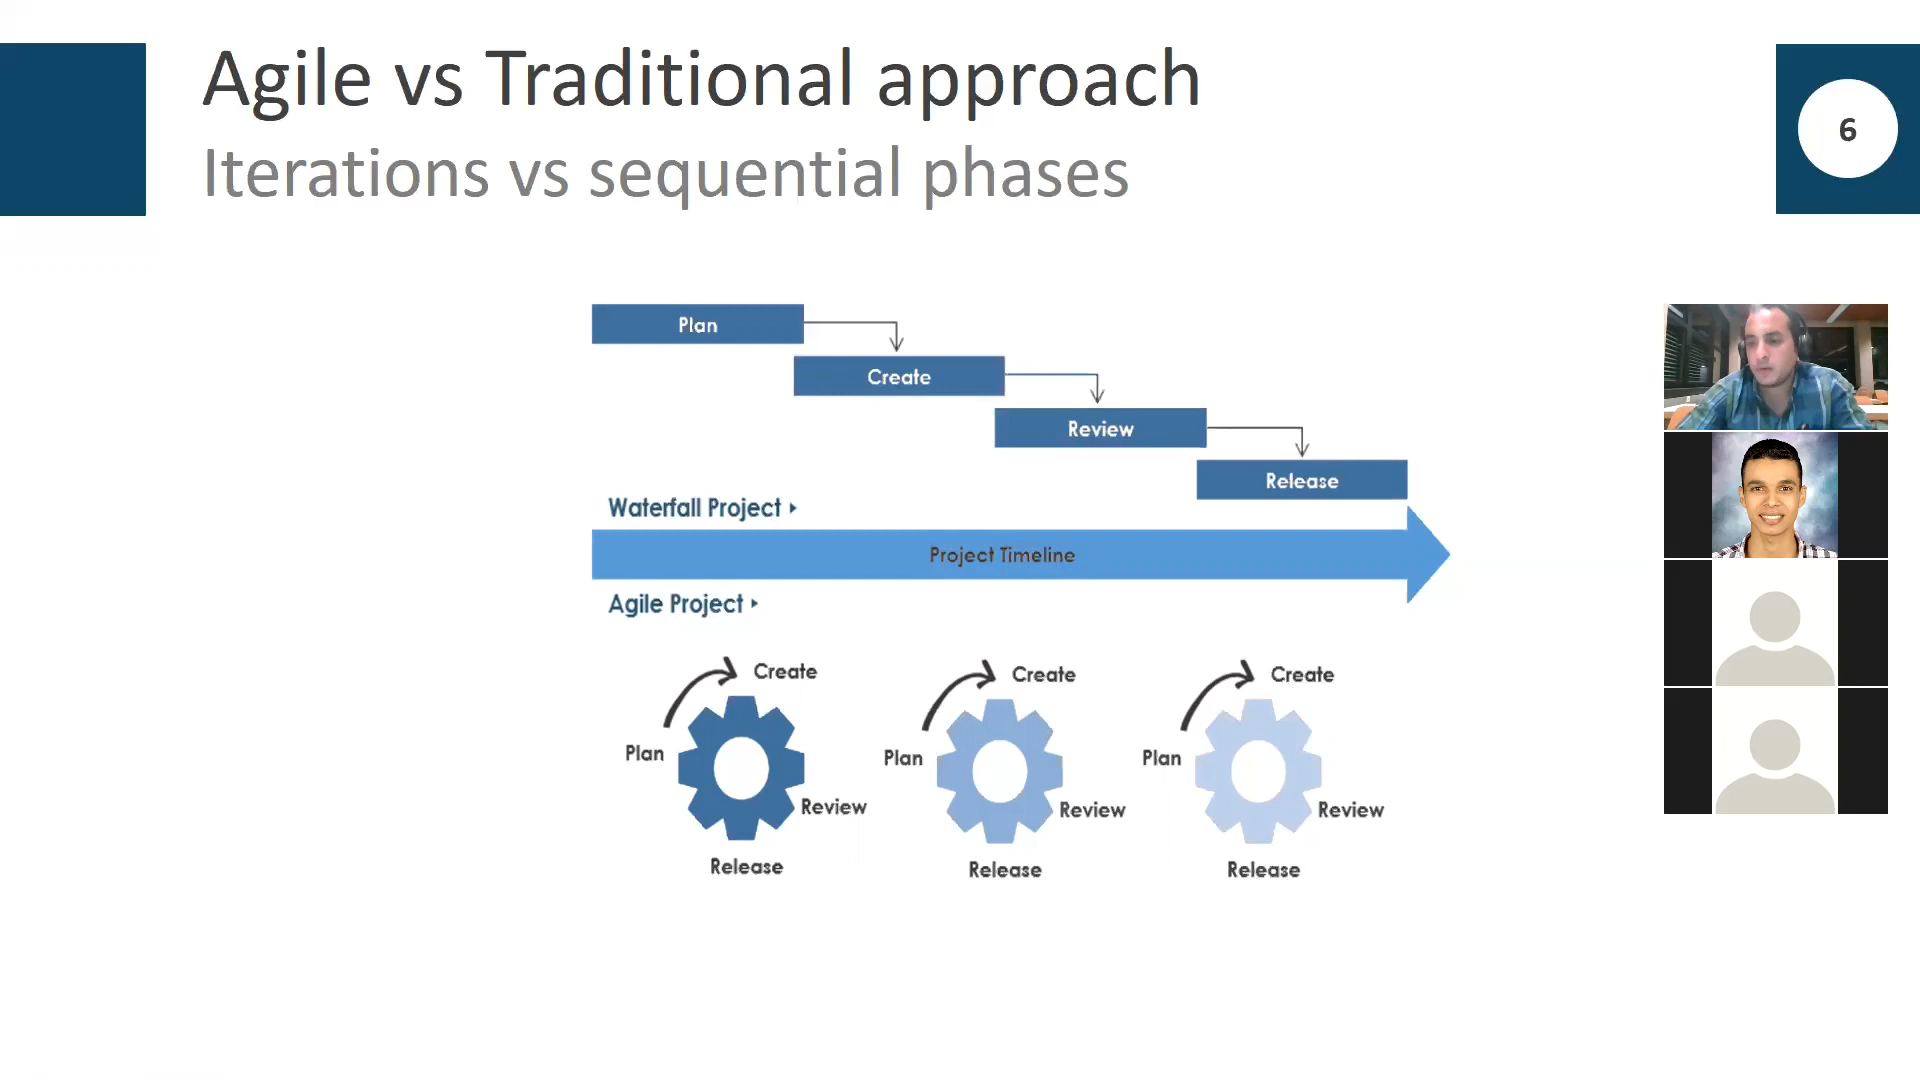 Agile vs Traditional approach
Iterations vs sequential phases
6
Plan
Create
Review
Release
Waterfall Project
Project Timeline
Agile Project
Create
Plan
Review
Release
Create
Plan
Review
Release
Create
Plan
Review
Release